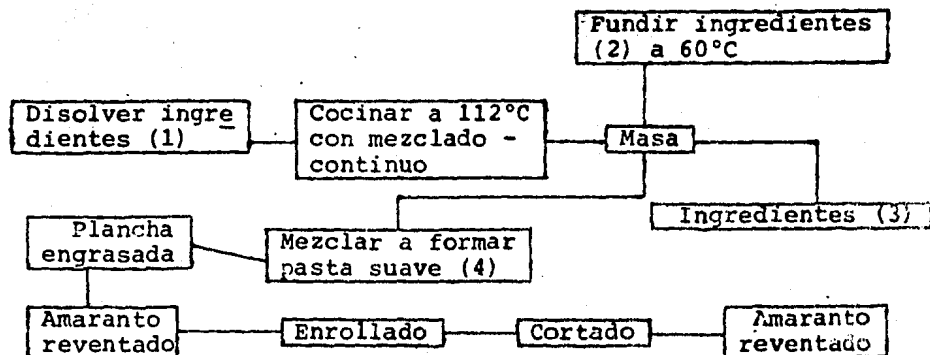 Fundir ingredientes
(2) a 60°C
Disolver ingre
dientes (1)
Cocinar a 112°C
con mezclado -
continuo
Masa
Ingredientes (3)
Plancha
engrasada
Mezclar a formar
pasta suave (4)
Amaranto
reventado
Enrollado
Cortado
Amaranto
reventado